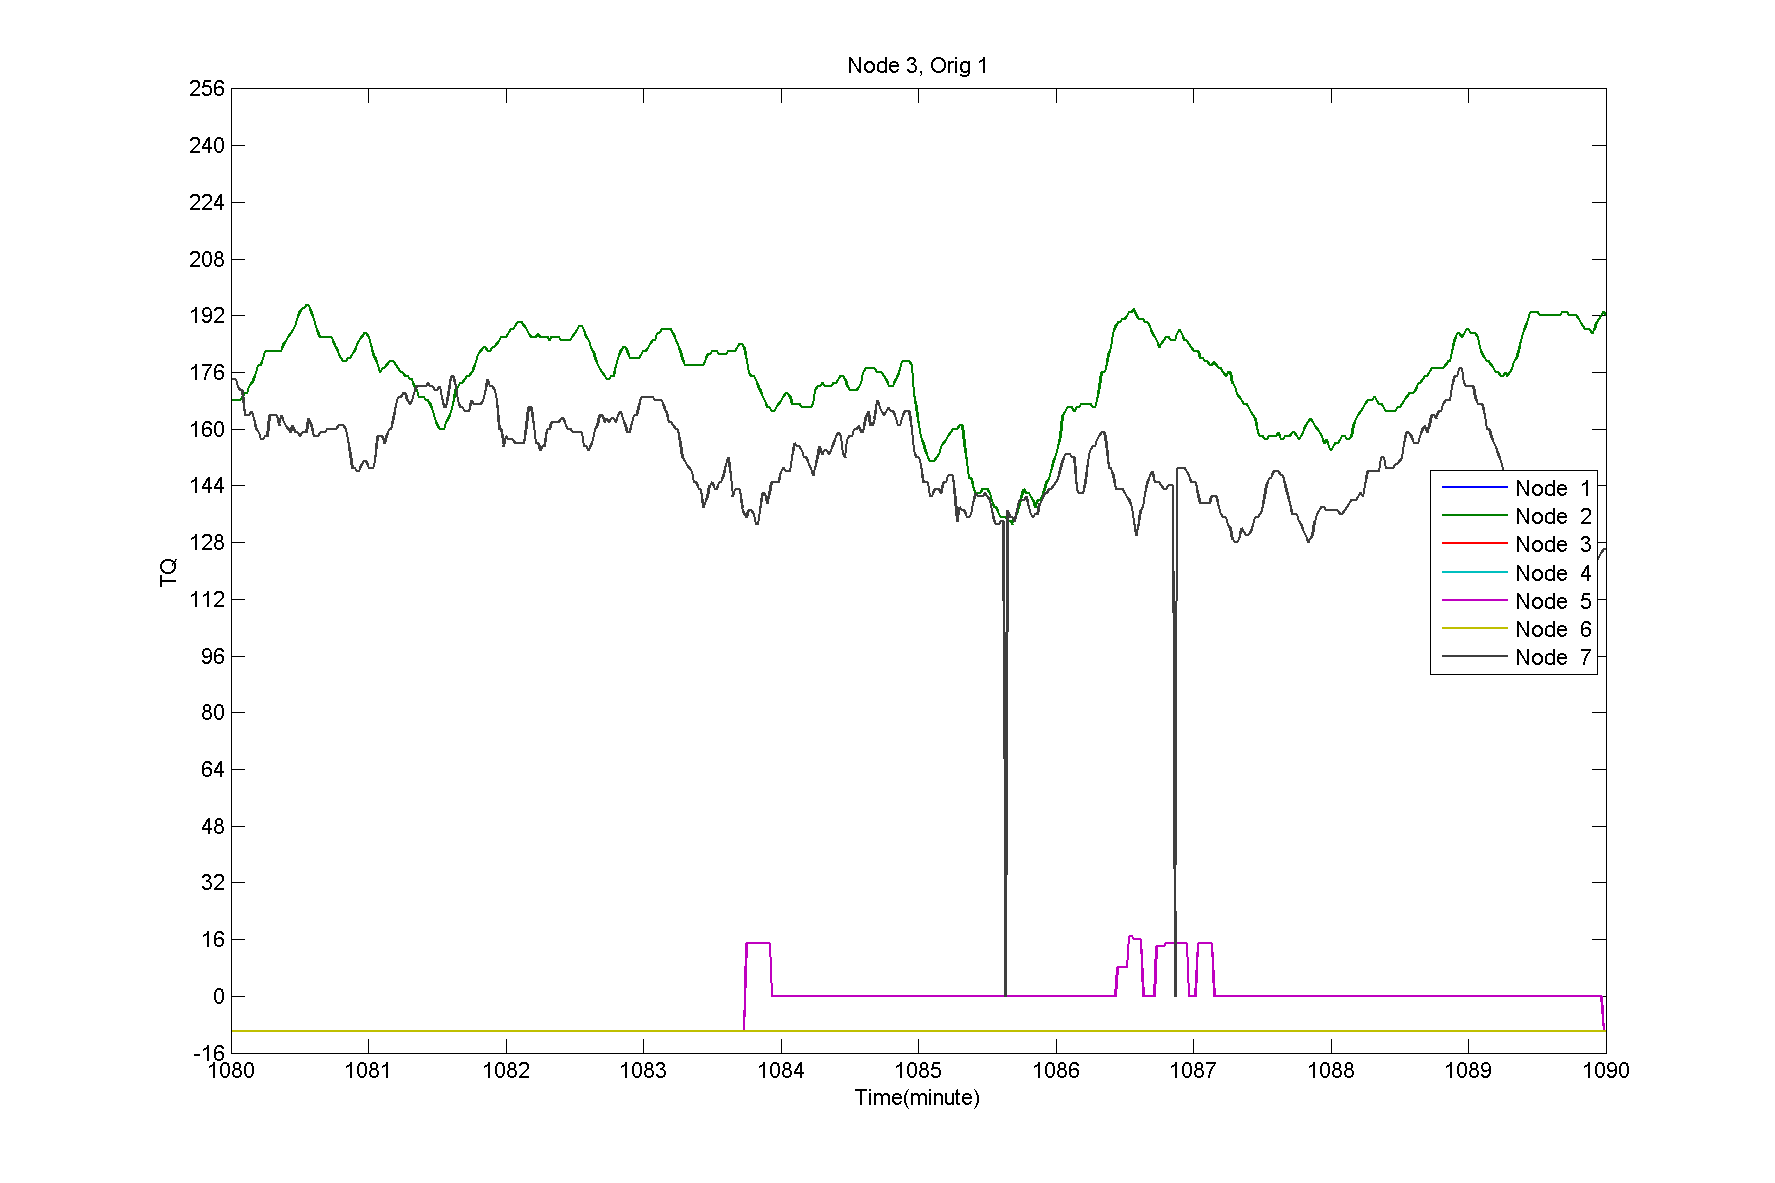 Node 3, Orig 1
256
240
224
208
192
176
160
144
128
112
96
80
64
48
32
16
0
-16
TQ
Node 1
Node 2
Node 3
Node 4
Node 5
Node 6
Node 7
1080 1081 1082 1083 1084 1085 1086 1087 1088 1089 1090
Time(minute)